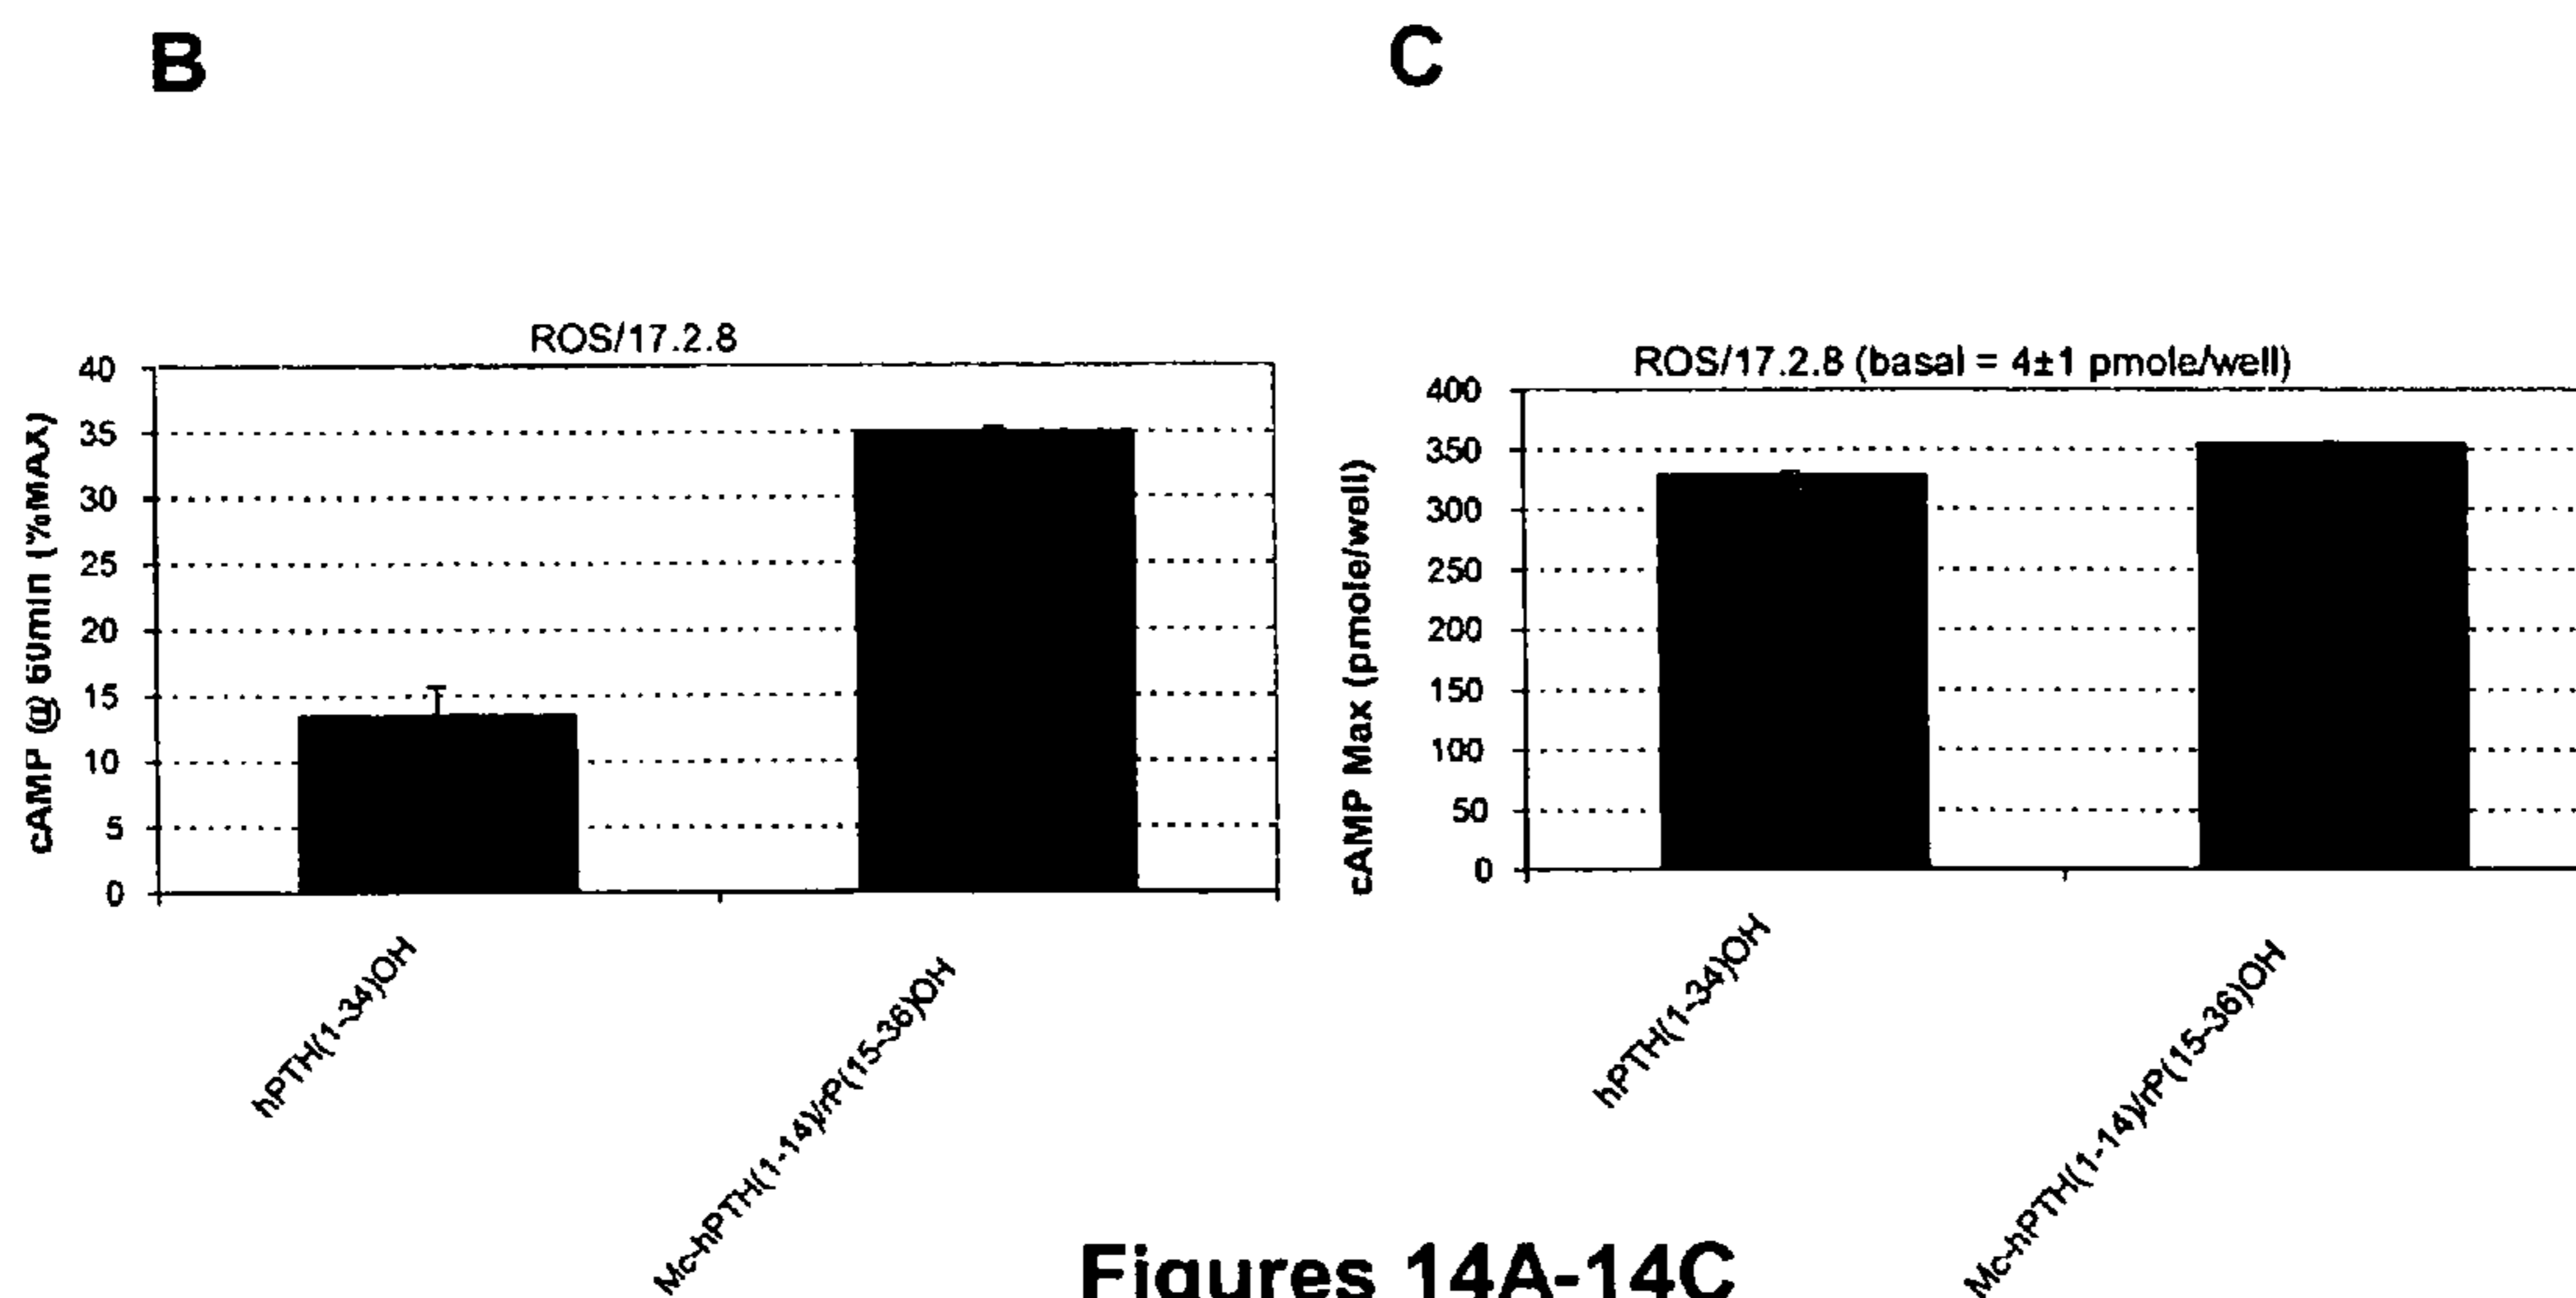 B
C
ROS/17.2.8
40
35
30
25
20
15
10
5
0
cAMP @ 60min (%MAX)
hPTH(1-34)OH
Mc-hPTH(1-14)/rP(15-36)OH
ROS/17.2.8 (basal = 4±1 pmole/well)
400
350
300
250
200
150
100
50
0
cAMP Max (pmole/well)
hPTH(1-34)OH
Mc-hPTH((1-14)/rP(15-36)OH
Figures 14A-14C